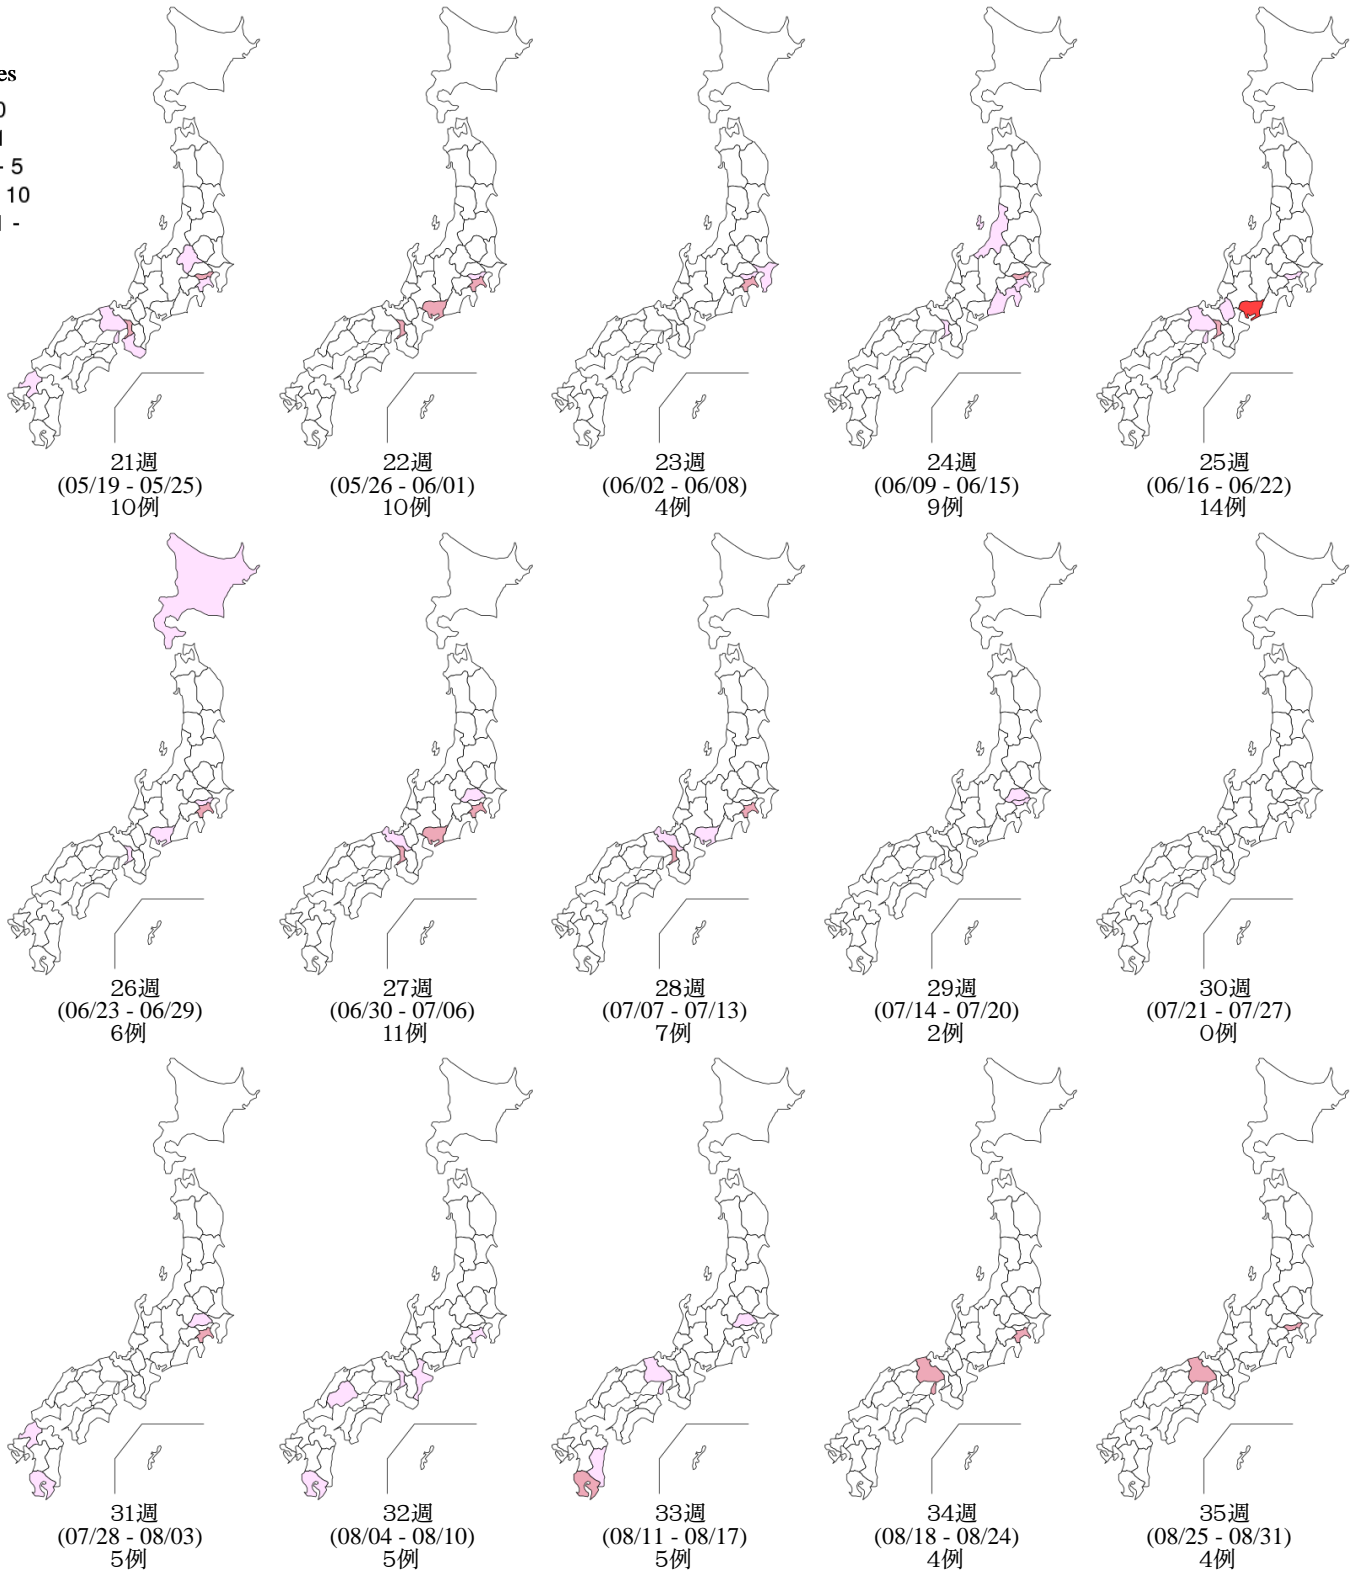 es
0
1
- 5
10
1 -
21週
(05/19 - 05/25)
10例
22週
(05/26 - 06/01)
10例
23週
(06/02 - 06/08)
4例
24週
(06/09 - 06/15)
9例
25週
(06/16 - 06/22)
14例
26週
(06/23 - 06/29)
6例
27週
(06/30 - 07/06)
11例
28週
(07/07 - 07/13)
7例
29週
(07/14 - 07/20)
2例
30週
(07/21 - 07/27)
0例
31週
(07/28 - 08/03)
5例
32週
(08/04 - 08/10)
5例
33週
(08/11 - 08/17)
5例
34週
(08/18 - 08/24)
4例
35週
(08/25 - 08/31)
4例